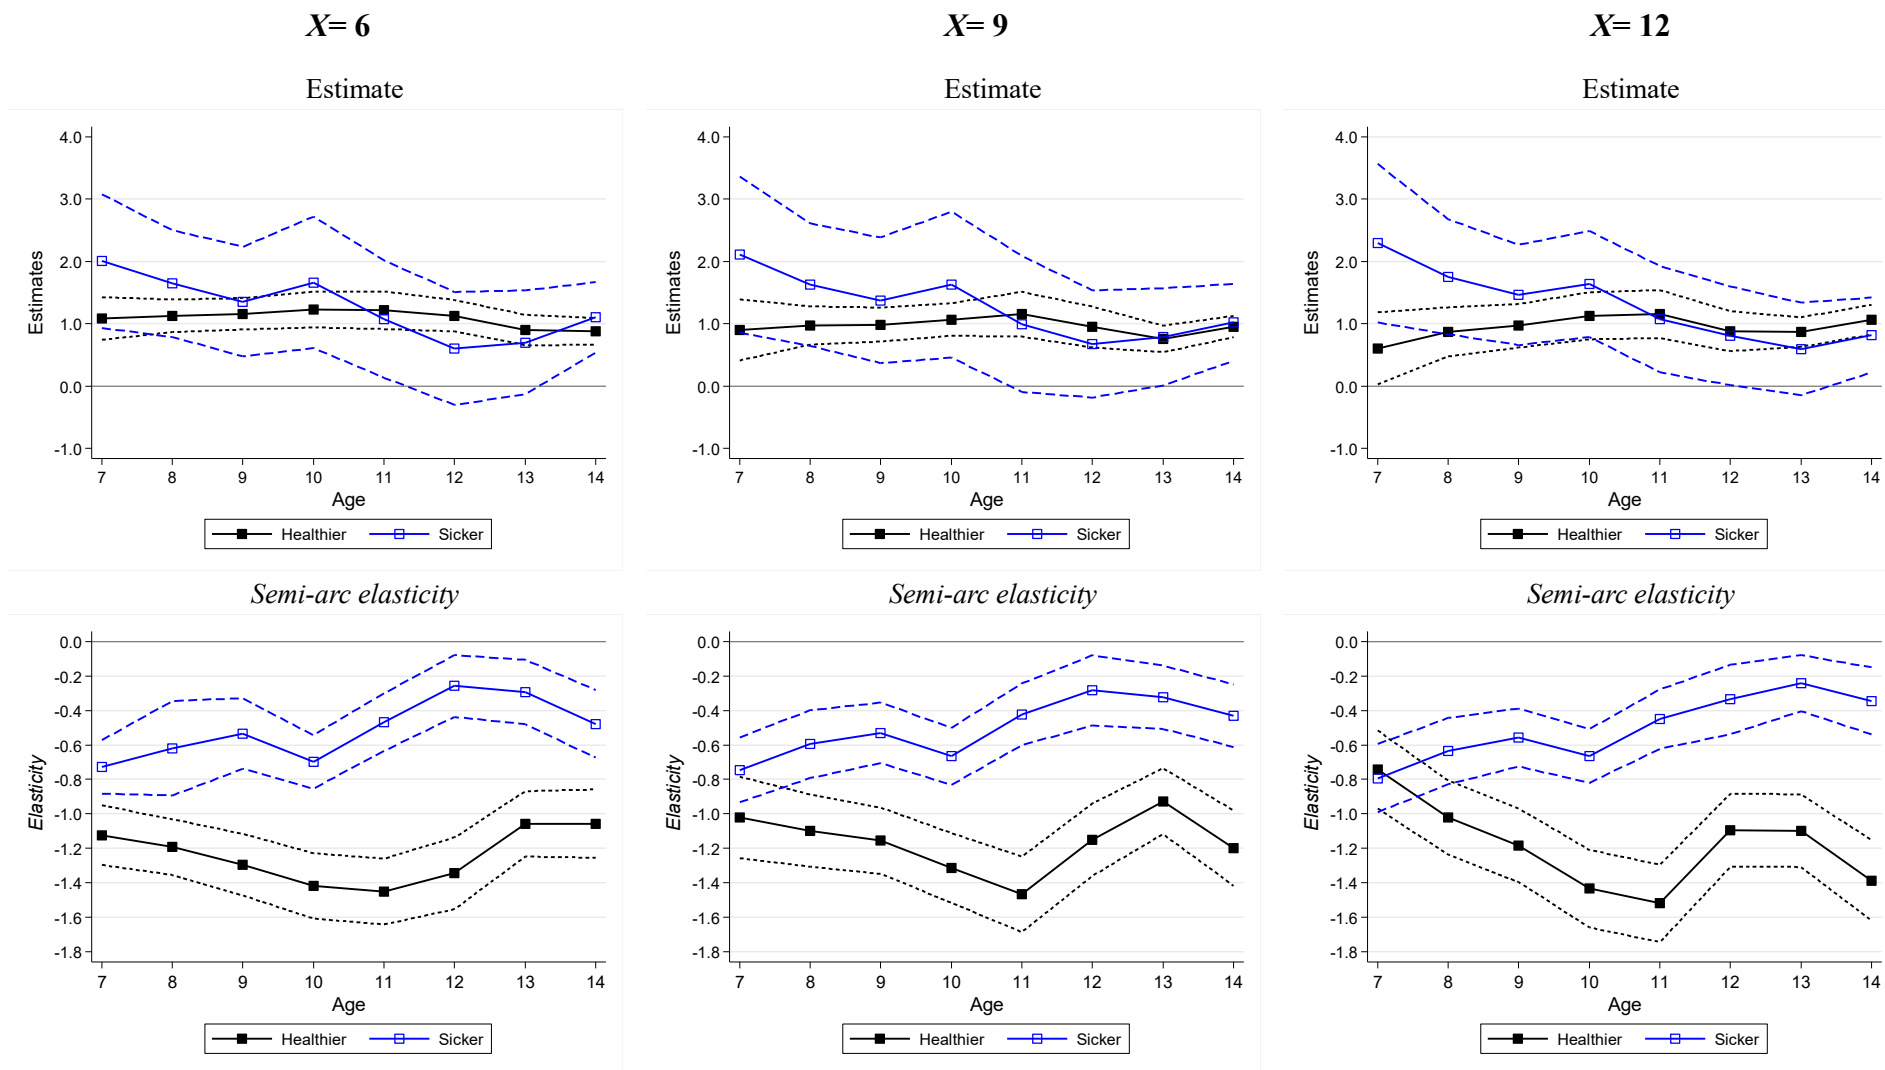 X= 6
X= 9
X= 12
Estimate
Estimate
Estimate
Estimates
4.0
3.0
2.0
1.0
0.0
-1.0
7 8 9 10 11 12 13 14
Age
Healthier Sicker
Estimates
4.0
3.0
2.0
1.0
0.0
-1.0
7 8 9 10 11 12 13 14
Age
Healthier Sicker
Estimates
4.0
3.0
2.0
1.0
0.0
-1.0
7 8 9 10 11 12 13 14
Age
Healthier Sicker
Semi-arc elasticity
Semi-arc elasticity
Semi-arc elasticity
Elasticity
0.0
-0.2
-0.4
-0.6
-0.8
-1.0
-1.2
-1.4
-1.6
-1.8
7 8 9 10 11 12 13 14
Age
Healthier Sicker
Elasticity
0.0
-0.2
-0.4
-0.6
-0.8
-1.0
-1.2
-1.4
-1.6
-1.8
7 8 9 10 11 12 13 14
Age
Healthier Sicker
Elasticity
0.0
-0.2
-0.4
-0.6
-0.8
-1.0
-1.2
-1.4
-1.6
-1.8
7 8 9 10 11 12 13 14
Age
Healthier Sicker